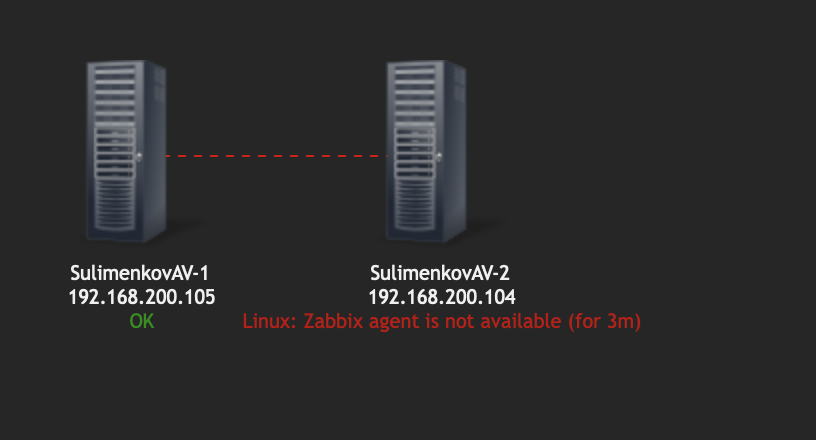 SulimenkovAV-1
192.168.200.105
OK
SulimenkovAV-2
192.168.200.104
Linux: Zabbix agent is not available (for 3m)